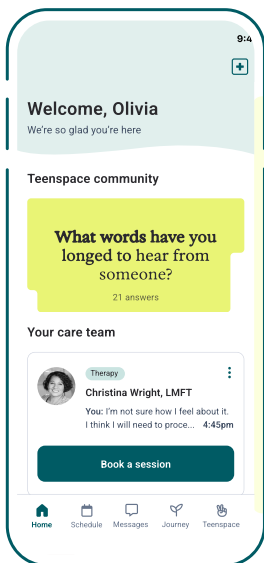 9:4
Welcome, Olivia
We're so glad you're here
Teenspace community
What words have you
longed to hear from
someone?
21 answers
Your care team
Therapy
Christina Wright, LMFT
You: I'm not sure how I feel about it.
I think I will need to proce... 4:45pm
Book a session
Home Schedule Messages Journey Teenspace